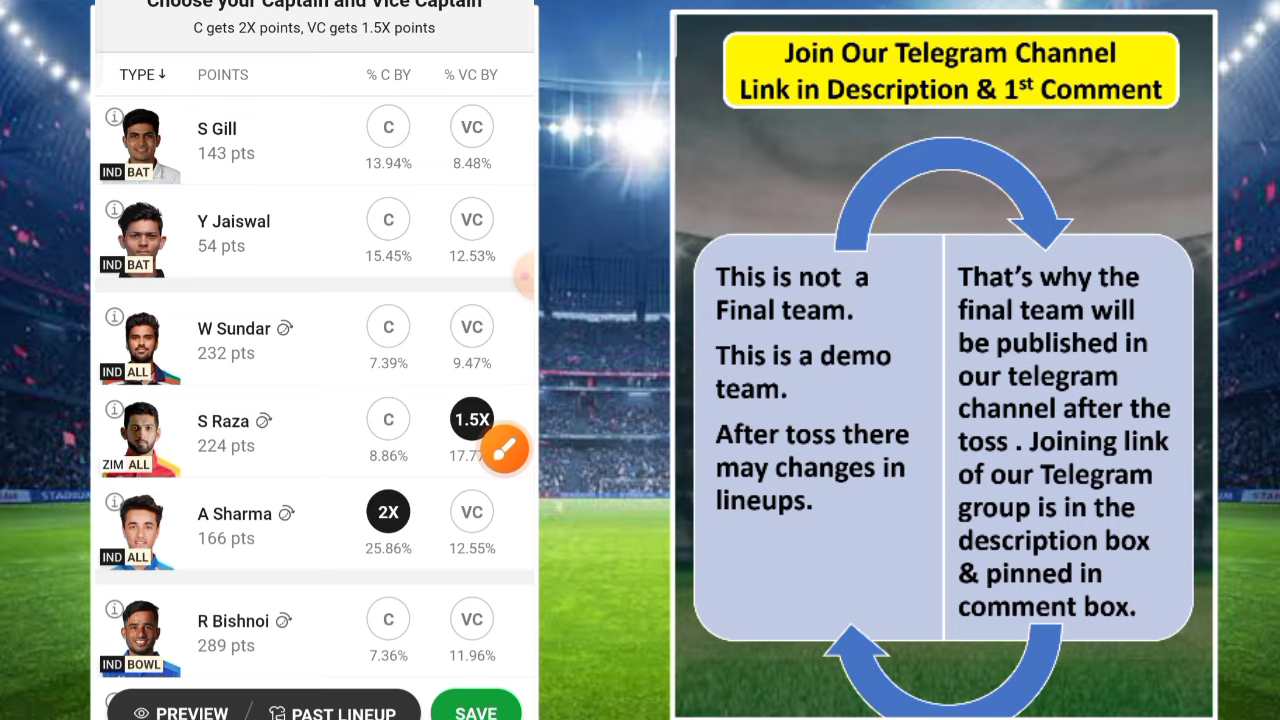 Choose your Captain and Vice Captain
C gets 2X points, VC gets 1.5X points
TYPE↓ POINTS % C BY % VC BY
S Gill
143 pts
C VC
IND BAT
13.94% 8.48%
Y Jaiswal
54 pts
C VC
IND BAT
15.45% 12.53%
W Sundar
232 pts
C VC
IND ALL
7.39% 9.47%
S Raza
224 pts
C 1.5X
ZIM ALL
8.86%
A Sharma
166 pts
2X VC
IND ALL
25.86% 12.55%
R Bishnoi
289 pts
C VC
IND BOWL
7.36% 11.96%
PREVIEW / PAST LINEUP
SAVE
Join Our Telegram Channel
Link in Description & 1st Comment
This is not a
Final team.
This is a demo
team.
After toss there
may changes in
lineups.
That's why the
final team will
be published in
our telegram
channel after the
toss . Joining link
of our Telegram
group is in the
description box
& pinned in
comment box.